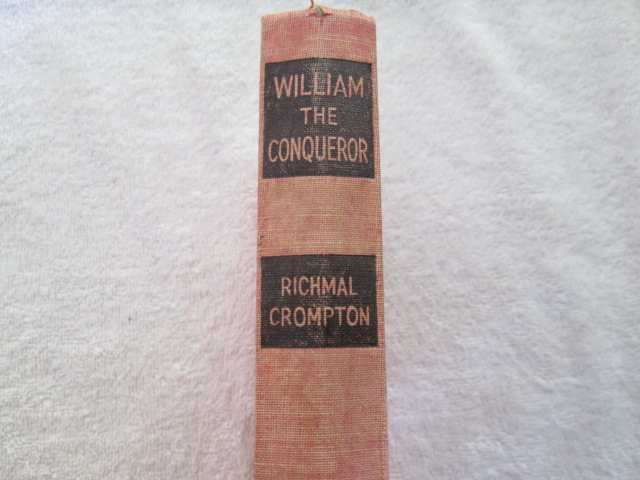 WILLIAM
THE
CONQUEROR
RICHMAL
CROMPTON